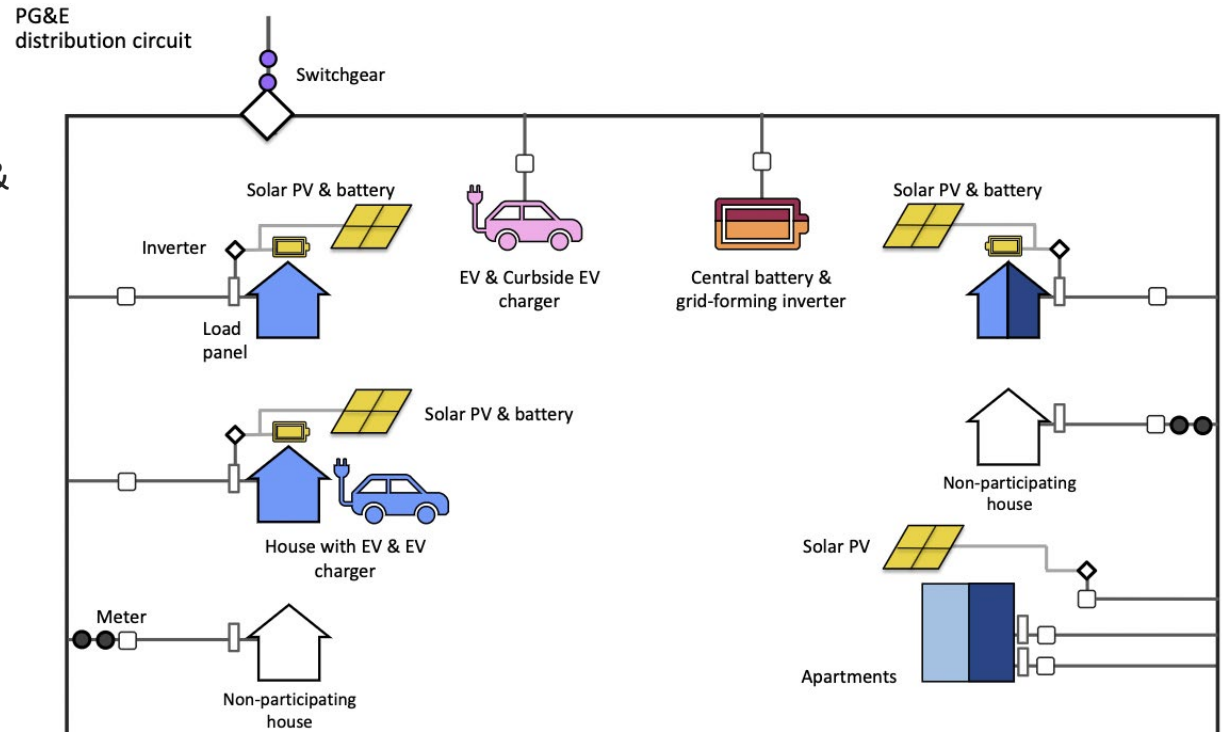 PG&E
distribution circuit
Switchgear
&
Solar PV & battery
Solar PV & battery
Inverter
EV & Curbside EV
charger
Central battery &
grid-forming inverter
Load
panel
Solar PV & battery
Non-participating
house
House with EV & EV
charger
Solar PV
Meter
Apartments
Non-participating
house